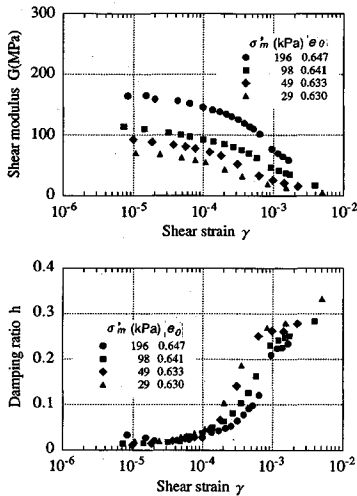 300
200
100
0
Shear modulus G(MPa)
σ'm (kPa) e0
196 0.647
98 0.641
49 0.633
29 0.630
10-6 10-5 10-4 10-3 10-2
Shear strain γ
0.4
0.3
0.2
0.1
0
Damping ratio h
σ'm (kPa) e0
196 0.647
98 0.641
49 0.633
29 0.630
10-6 10-5 10-4 10-3 10-2
Shear strain γ